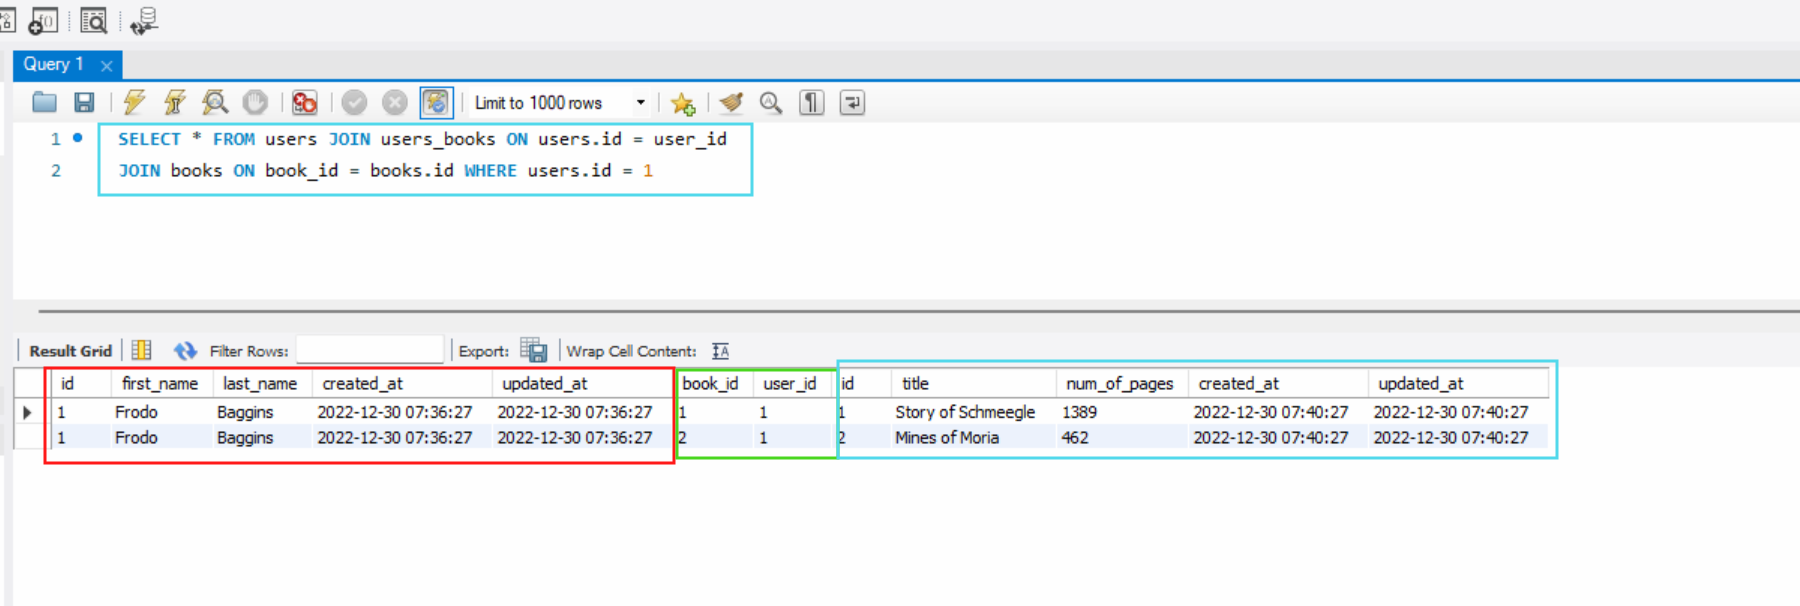 Query 1
Limit to 1000 rows
1 SELECT * FROM users JOIN users_books ON users.id = user_id
2 JOIN books ON book_id = books.id WHERE users.id = 1
Result Grid Filter Rows: Export: Wrap Cell Content:
id first_name last_name created_at updated_at book_id user_id id title num_of_pages created_at updated_at
1 Frodo Baggins 2022-12-30 07:36:27 2022-12-30 07:36:27 1 1 1 Story of Schmeegle 1389 2022-12-30 07:40:27 2022-12-30 07:40:27
1 Frodo Baggins 2022-12-30 07:36:27 2022-12-30 07:36:27 2 1 2 Mines of Moria 462 2022-12-30 07:40:27 2022-12-30 07:40:27